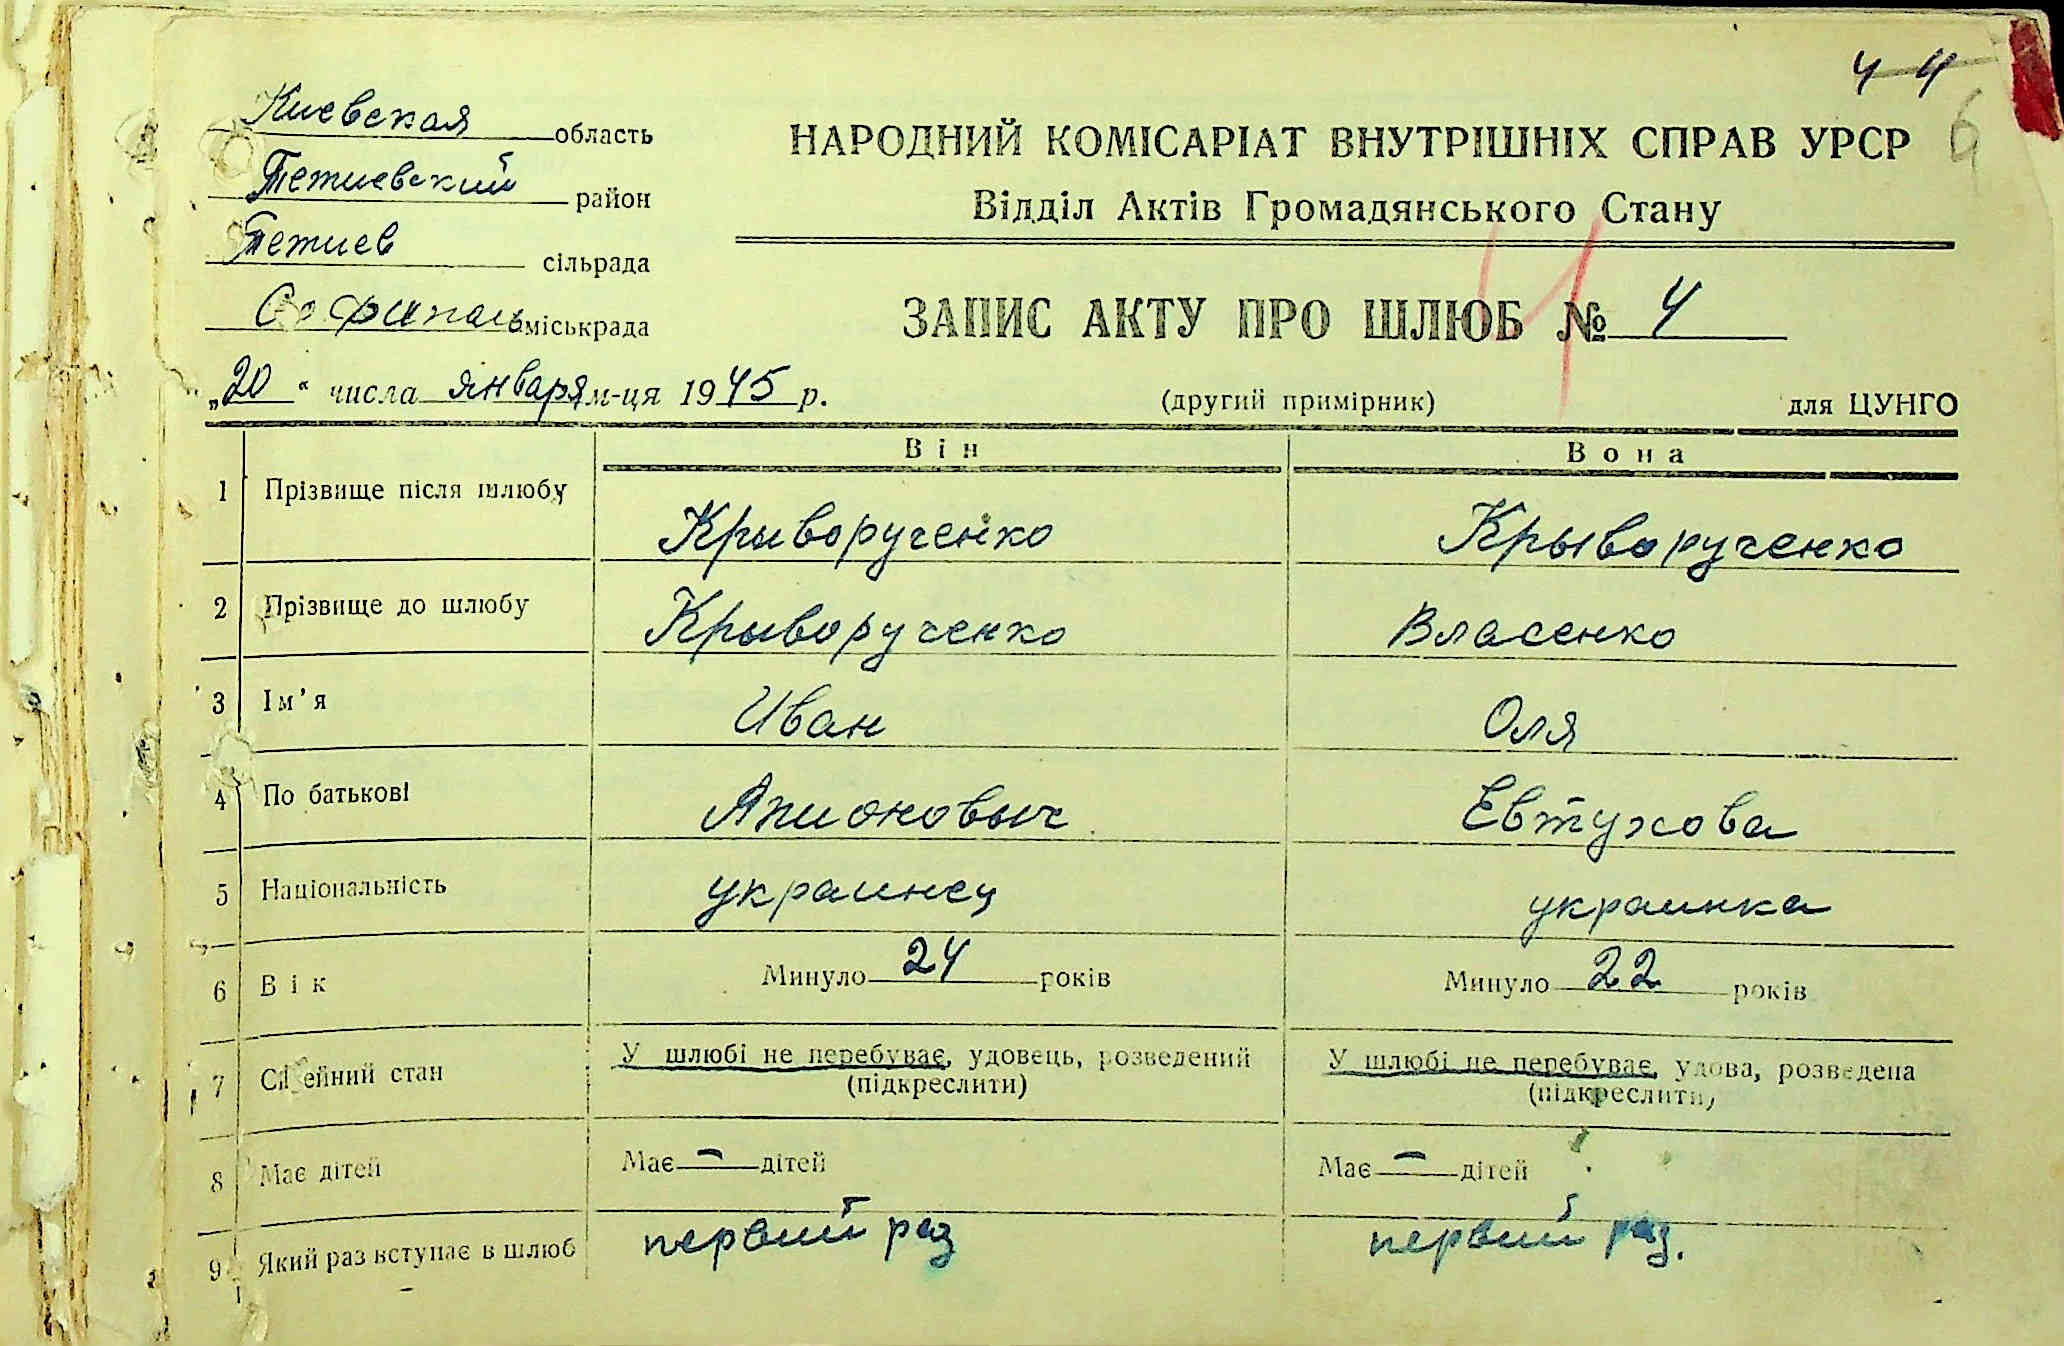 4 4
6
Киевская область
Тетиевский район
Тетиев сільрада
Софиполь міськрада
НАРОДНИЙ КОМІСАРІАТ ВНУТРІШНІХ СПРАВ УРСР
Відділ Актів Громадянського Стану
ЗАПИС АКТУ ПРО ШЛЮБ № 4
„20“ числа января м-ця 1945 р.
(другий примірник)
для ЦУНГО
Він Вона
1 Прізвище після шлюбу Крыворученко Крыворученко
2 Прізвище до шлюбу Крыворученко Власенко
3 Ім'я Иван Оля
4 По батькові Евтухова
5 Національність украинец украинка
6 Вік Минуло 24 років Минуло 22 років
7 Сімейний стан У шлюбі не перебуває, удовець, розведений У шлюбі не перебуває, удова, розведена
(підкреслити) (підкреслити)
8 Має дітей Має — дітей Має — дітей
9 Який раз вступає в шлюб первий раз первий раз.